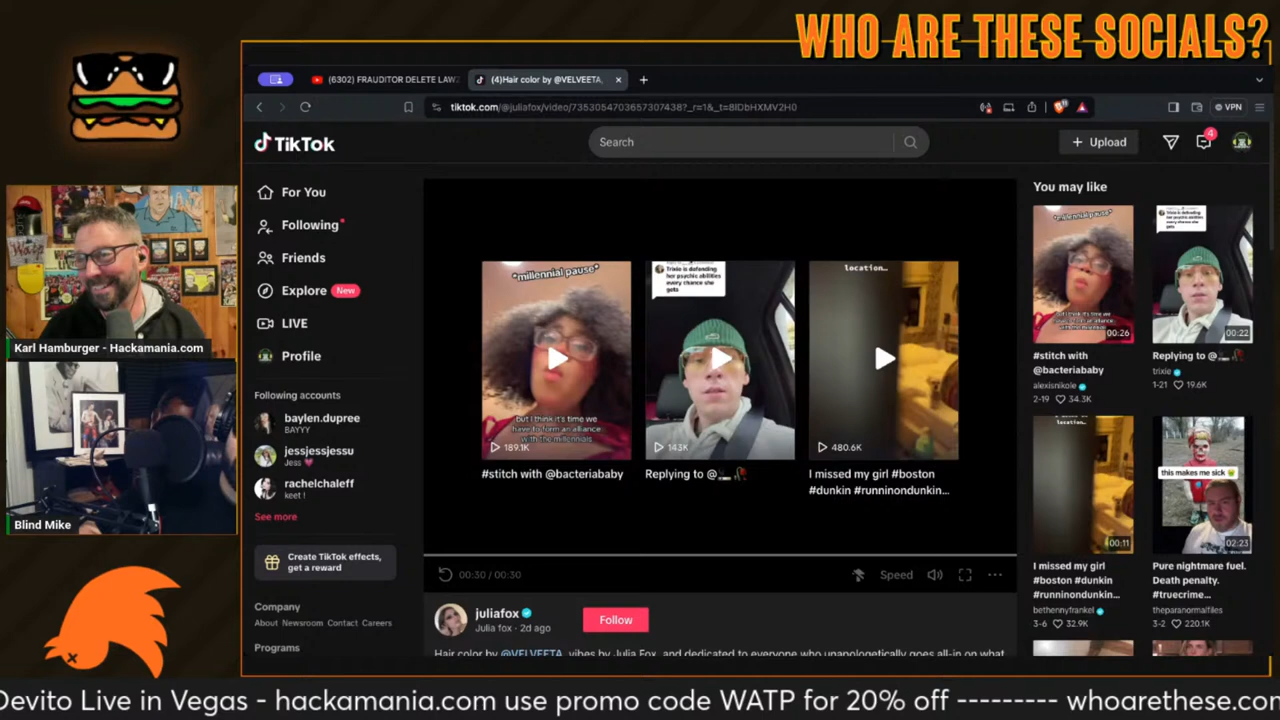 WHO ARE THESE SOCIALS?
(6302) FRAUDITOR DELETE LAWZ
(4)Hair color by @VELVEETA,
tiktok.com/@juliafox/video/7353054703657307438?_r=1&_t=8lDbHXMV2H0
VPN
TikTok
Search
Upload
4
For You
Following
Friends
Explore New
LIVE
Profile
Following accounts
baylen.dupree
BAYYY
jessjessjessu
Jess
rachelchaleff
keet !
See more
Create TikTok effects,
get a reward
Company
About Newsroom Contact Careers
Programs
*millennial pause*
but I think it's time we
have to form an alliance
with the millennials
189.1K
#stitch with @bacteriababy
Trixie is defending
her psychic abilities
every chance she
gets
143K
Replying to @
location...
480.6K
I missed my girl #boston
#dunkin #runninondunkin...
00:30 / 00:30
Speed
juliafox
Julia fox · 2d ago
Follow
Hair color by @VELVEETA, vibes by Julia Fox, and dedicated to everyone who unapologetically goes all-in on what
You may like
*millennial pause*
00:26
#stitch with
@bacteriababy
alexisnikole
2-19 34.3K
00:22
Replying to @
trixie
1-21 19.6K
location...
00:11
I missed my girl
#boston #dunkin
#runninondunkin...
bethennyfrankel
3-6 32.9K
this makes me sick
02:23
Pure nightmare fuel.
Death penalty.
#truecrime...
theparanormalfiles
3-2 220.1K
Karl Hamburger - Hackamania.com
Blind Mike
Devito Live in Vegas - hackamania.com use promo code WATP for 20% off --------- whoarethese.com